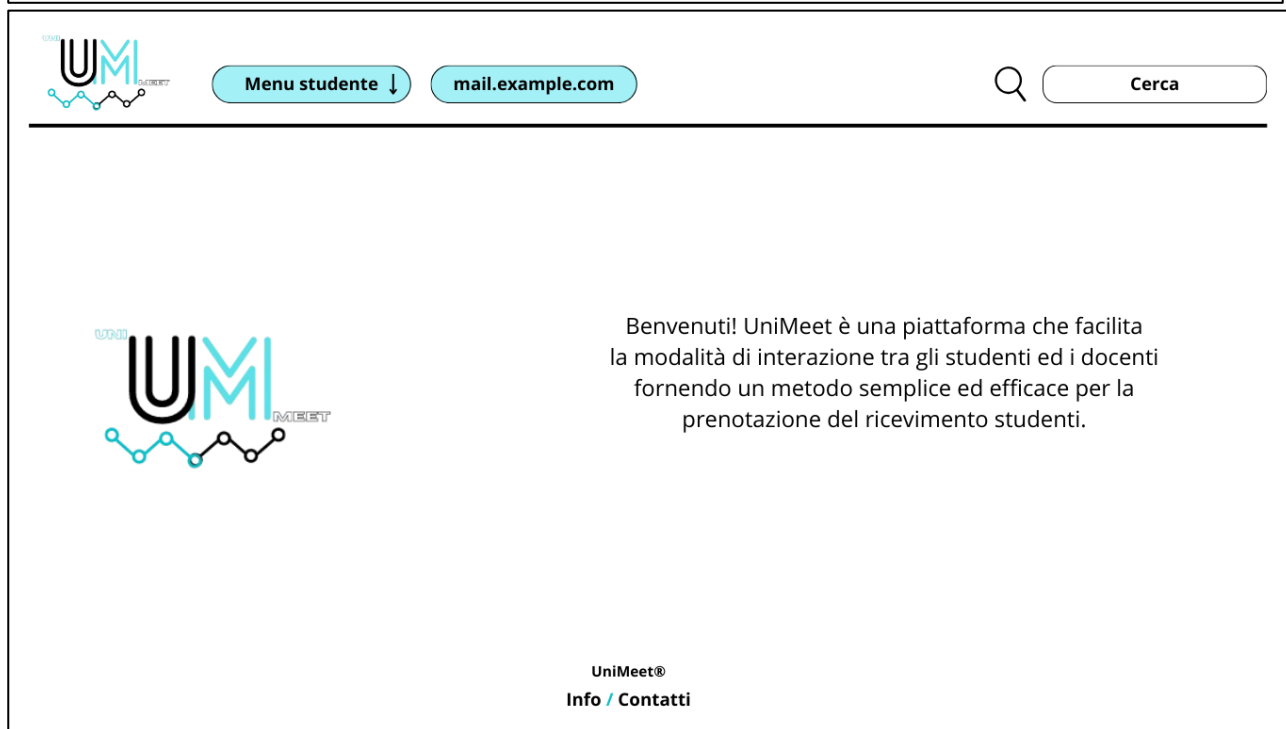 UNI
UM
MEET
Menu studente ↓
mail.example.com
Cerca
UNI
UM
MEET
Benvenuti! UniMeet è una piattaforma che facilita
la modalità di interazione tra gli studenti ed i docenti
fornendo un metodo semplice ed efficace per la
prenotazione del ricevimento studenti.
UniMeet®
Info / Contatti